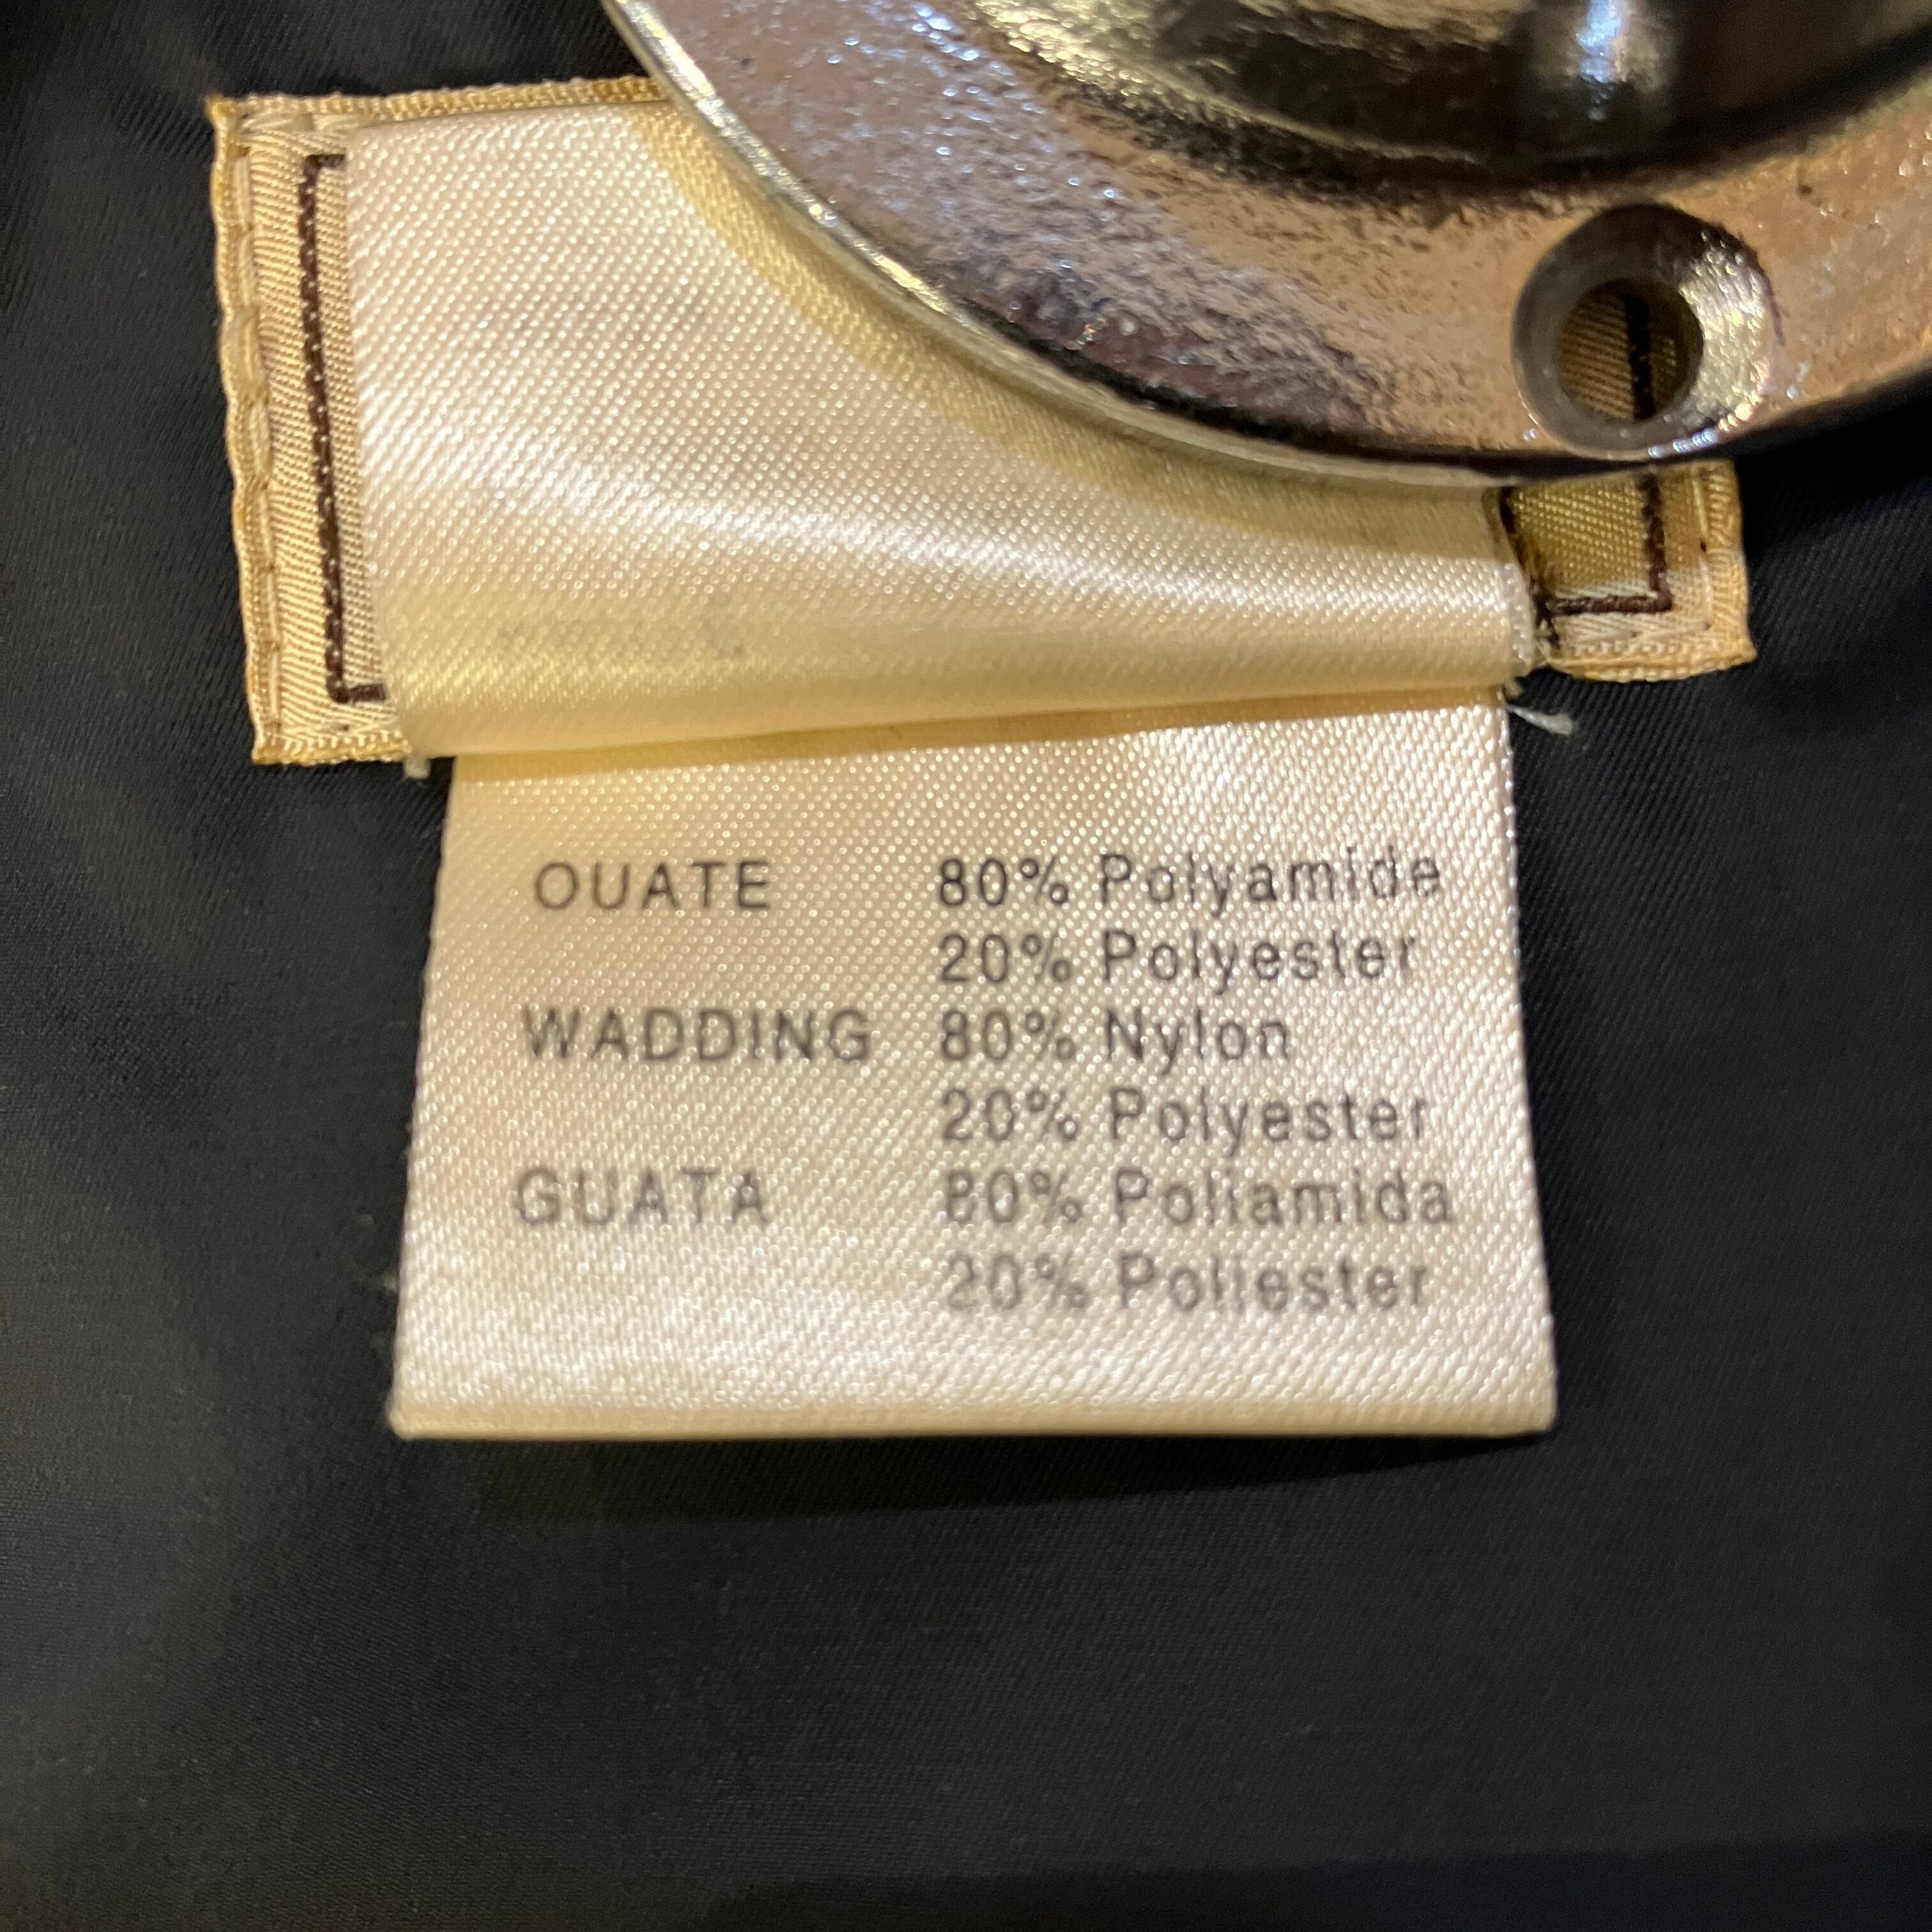 OUATE 80% Polyamide
20% Polyester
WADDING 80% Nylon
20% Polyester
GUATA 80% Poliamida
20% Poliester